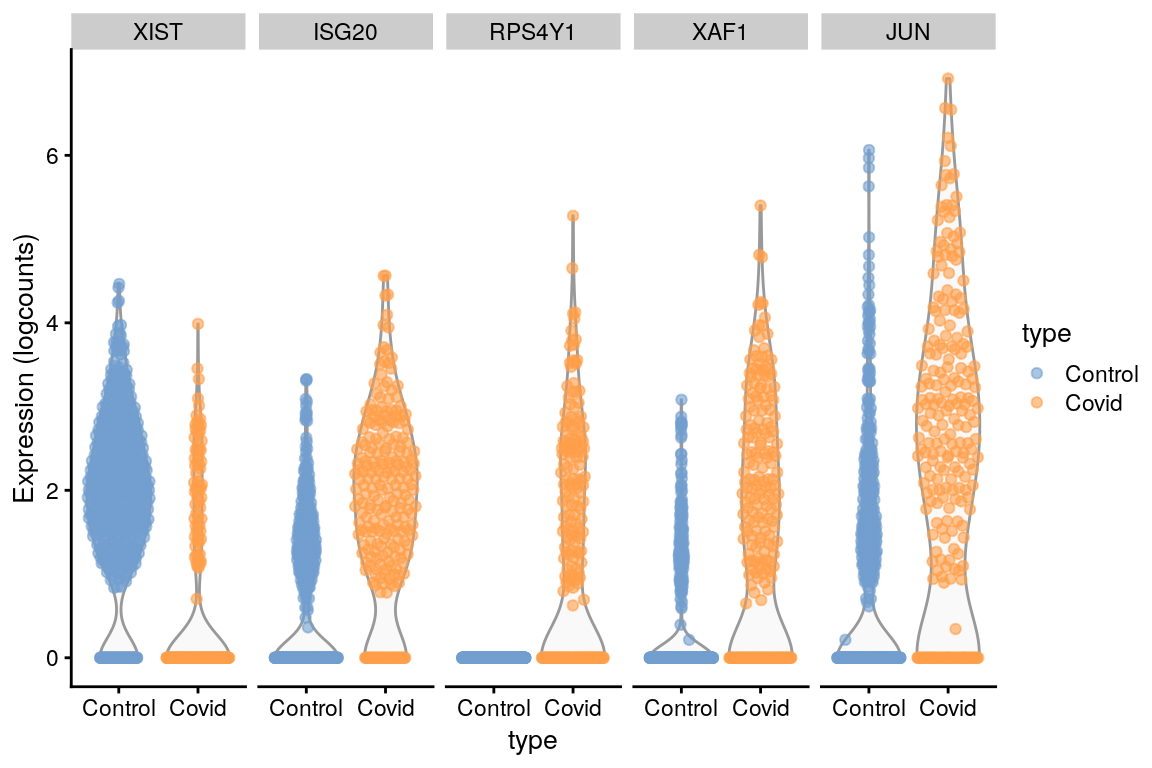 XIST ISG20 RPS4Y1 XAF1 JUN
6
4
2
0
Expression (logcounts)
Control Covid Control Covid Control Covid Control Covid Control Covid
type
type
Control
Covid